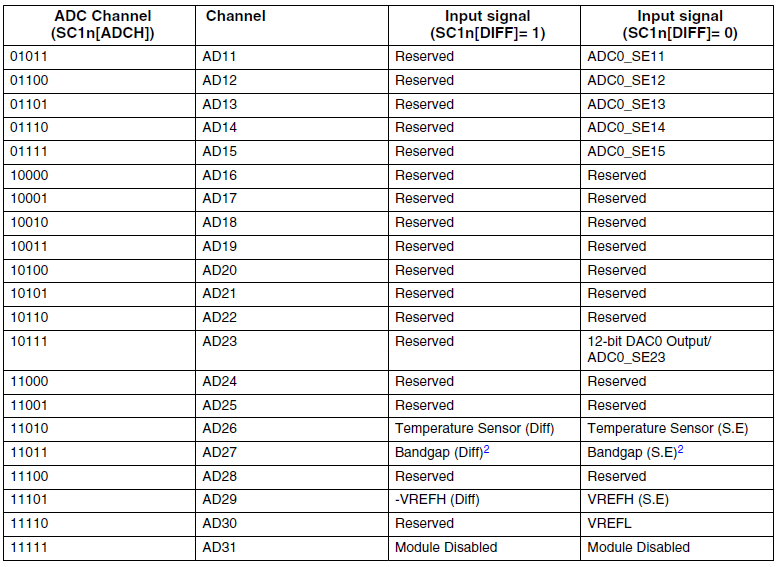 ADC Channel (SC1n[ADCH]) Channel Input signal (SC1n[DIFF]= 1) Input signal (SC1n[DIFF]= 0)
01011 AD11 Reserved ADC0_SE11
01100 AD12 Reserved ADC0_SE12
01101 AD13 Reserved ADC0_SE13
01110 AD14 Reserved ADC0_SE14
01111 AD15 Reserved ADC0_SE15
10000 AD16 Reserved Reserved
10001 AD17 Reserved Reserved
10010 AD18 Reserved Reserved
10011 AD19 Reserved Reserved
10100 AD20 Reserved Reserved
10101 AD21 Reserved Reserved
10110 AD22 Reserved Reserved
10111 AD23 Reserved 12-bit DAC0 Output/ ADC0_SE23
11000 AD24 Reserved Reserved
11001 AD25 Reserved Reserved
11010 AD26 Temperature Sensor (Diff) Temperature Sensor (S.E)
11011 AD27 Bandgap (Diff)2 Bandgap (S.E)2
11100 AD28 Reserved Reserved
11101 AD29 -VREFH (Diff) VREFH (S.E)
11110 AD30 Reserved VREFL
11111 AD31 Module Disabled Module Disabled